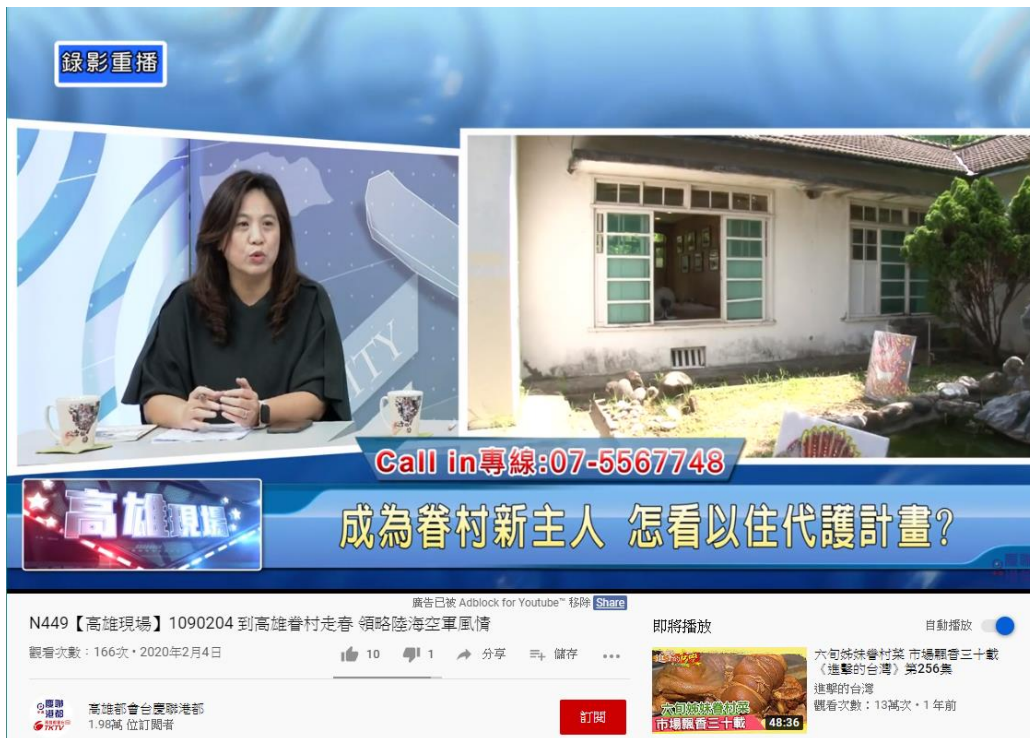 錄影重播
Call in專線:07-5567748
高雄現場
成為眷村新主人 怎看以住代護計畫?
廣告已被 Adblock for Youtube™ 移除 Share
N449【高雄現場】1090204 到高雄眷村走春 領略陸海空軍風情
觀看次數：166次・2020年2月4日
10
1
分享
儲存
慶聯
港都
TKTV
高雄都會台慶聯港都
1.98萬 位訂閱者
訂閱
即將播放
自動播放
六旬姊妹眷村菜
市場飄香三十載
48:36
六旬姊妹眷村菜 市場飄香三十載
《進擊的台灣》第256集
進擊的台灣
觀看次數：13萬次・1 年前